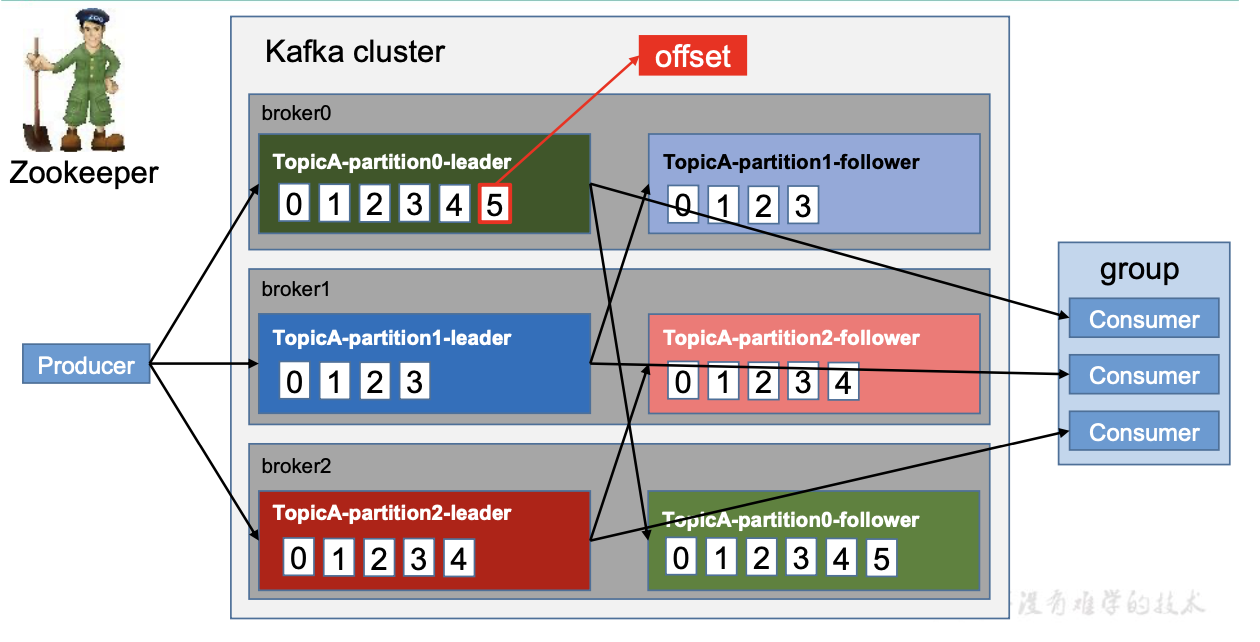 Zookeeper
Kafka cluster
offset
broker0
TopicA-partition0-leader
0 1 2 3 4 5
TopicA-partition1-follower
0 1 2 3
broker1
TopicA-partition1-leader
0 1 2 3
TopicA-partition2-follower
0 1 2 3 4
broker2
TopicA-partition2-leader
0 1 2 3 4
TopicA-partition0-follower
0 1 2 3 4 5
Producer
group
Consumer
Consumer
Consumer
没有难学的技术